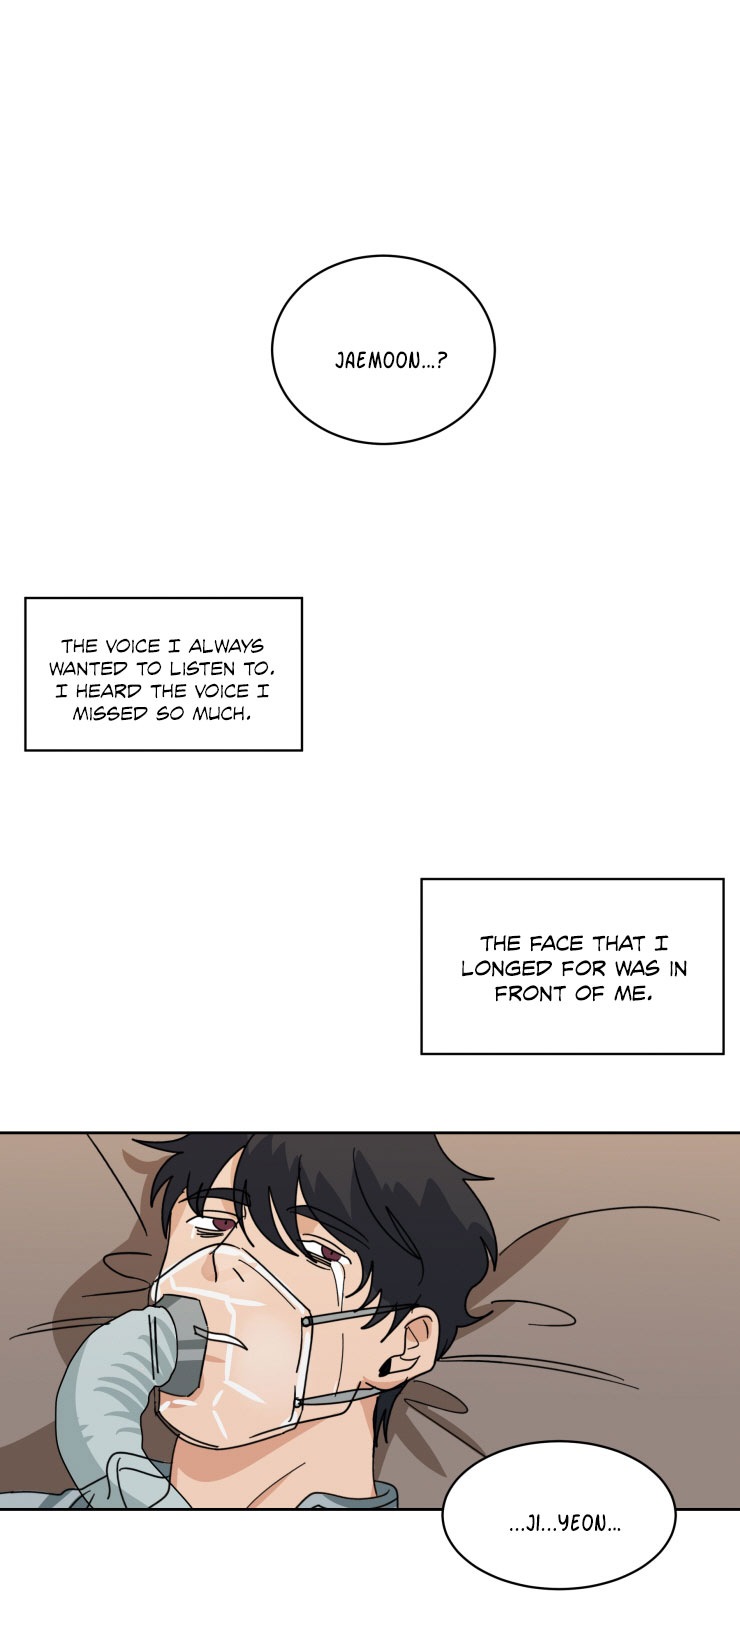 JAEMOON...?
THE VOICE I ALWAYS
WANTED TO LISTEN TO.
I HEARD THE VOICE I
MISSED SO MUCH.
THE FACE THAT I
LONGED FOR WAS IN
FRONT OF ME.
...JI...YEON...